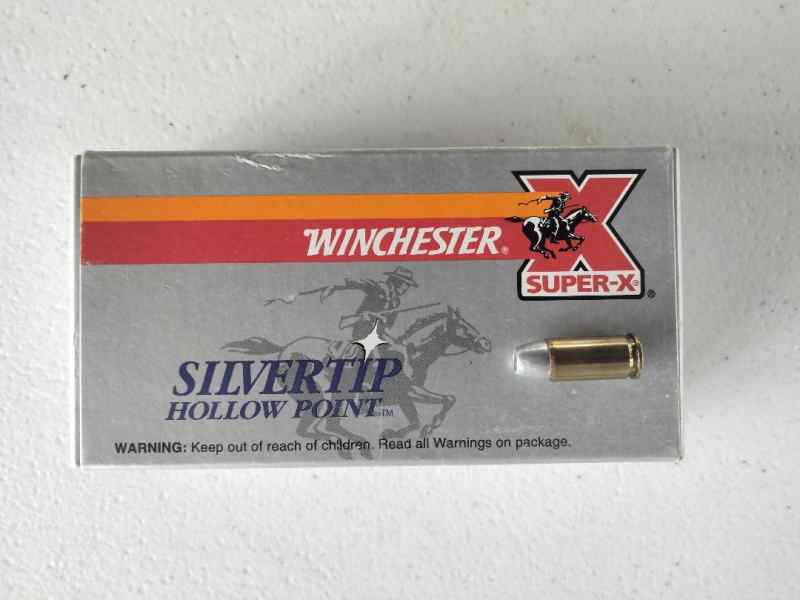 WINCHESTER®
SUPER-X®
®
SILVERTIP
HOLLOW POINT™
WARNING: Keep out of reach of children. Read all Warnings on package.